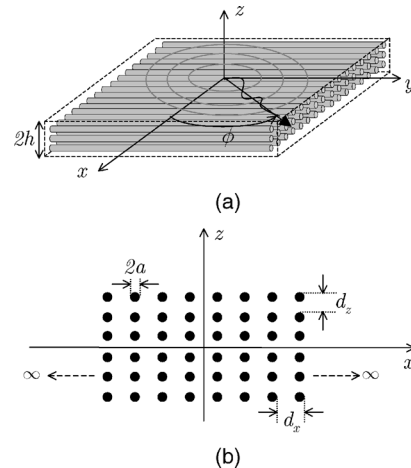 z
y
2h
ϕ
x
(a)
z
2a
d_z
x
∞
∞
d_x
(b)